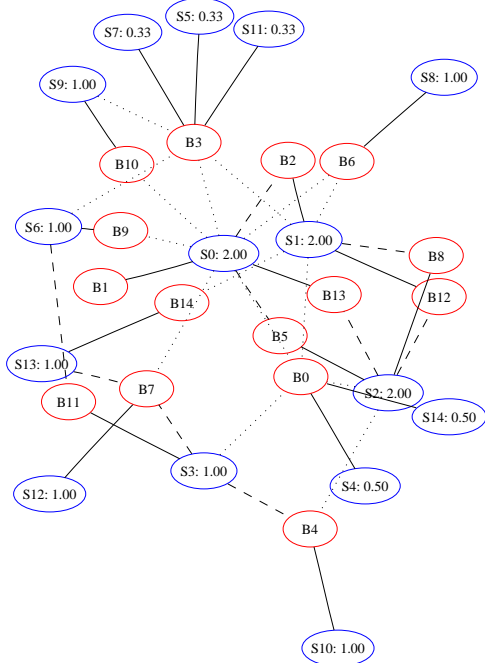 S5: 0.33
S7: 0.33
S11: 0.33
S9: 1.00
S8: 1.00
B3
B10
B2
B6
S6: 1.00
B9
S1: 2.00
S0: 2.00
B8
B1
B13
B12
B14
B5
S13: 1.00
B0
B7
S2: 2.00
B11
S14: 0.50
S3: 1.00
S12: 1.00
S4: 0.50
B4
S10: 1.00